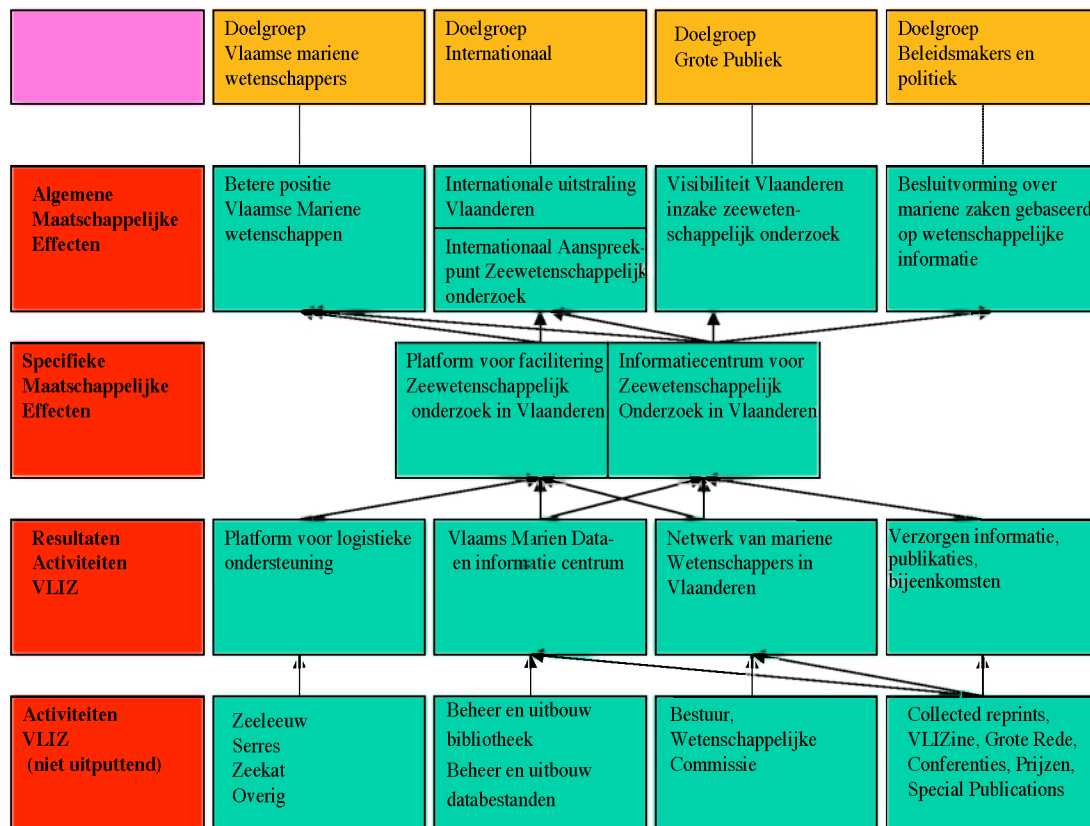 Doelgroep
Vlaamse mariene
wetenschappers
Doelgroep
Internationaal
Doelgroep
Grote Publiek
Doelgroep
Beleidsmakers en
politiek
Algemene
Maatschappelijke
Effecten
Betere positie
Vlaamse Mariene
wetenschappen
Internationale uitstraling
Vlaanderen
Internationaal Aanspreek-
punt Zeewetenschappelijk
onderzoek
Visibiliteit Vlaanderen
inzake zeeweten-
schappelijk onderzoek
Besluitvorming over
mariene zaken gebaseerd
op wetenschappelijke
informatie
Specifieke
Maatschappelijke
Effecten
Platform voor facilitering
Zeewetenschappelijk
onderzoek in Vlaanderen
Informatiecentrum voor
Zeewetenschappelijk
Onderzoek in Vlaanderen
Resultaten
Activiteiten
VLIZ
Platform voor logistieke
ondersteuning
Vlaams Marien Data-
en informatie centrum
Netwerk van mariene
Wetenschappers in
Vlaanderen
Verzorgen informatie,
publikaties,
bijeenkomsten
Activiteiten
VLIZ
(niet uitputtend)
Zeeleeuw
Serres
Zeekat
Overig
Beheer en uitbouw
bibliotheek
Beheer en uitbouw
databestanden
Bestuur,
Wetenschappelijke
Commissie
Collected reprints,
VLIZine, Grote Rede,
Conferenties, Prijzen,
Special Publications